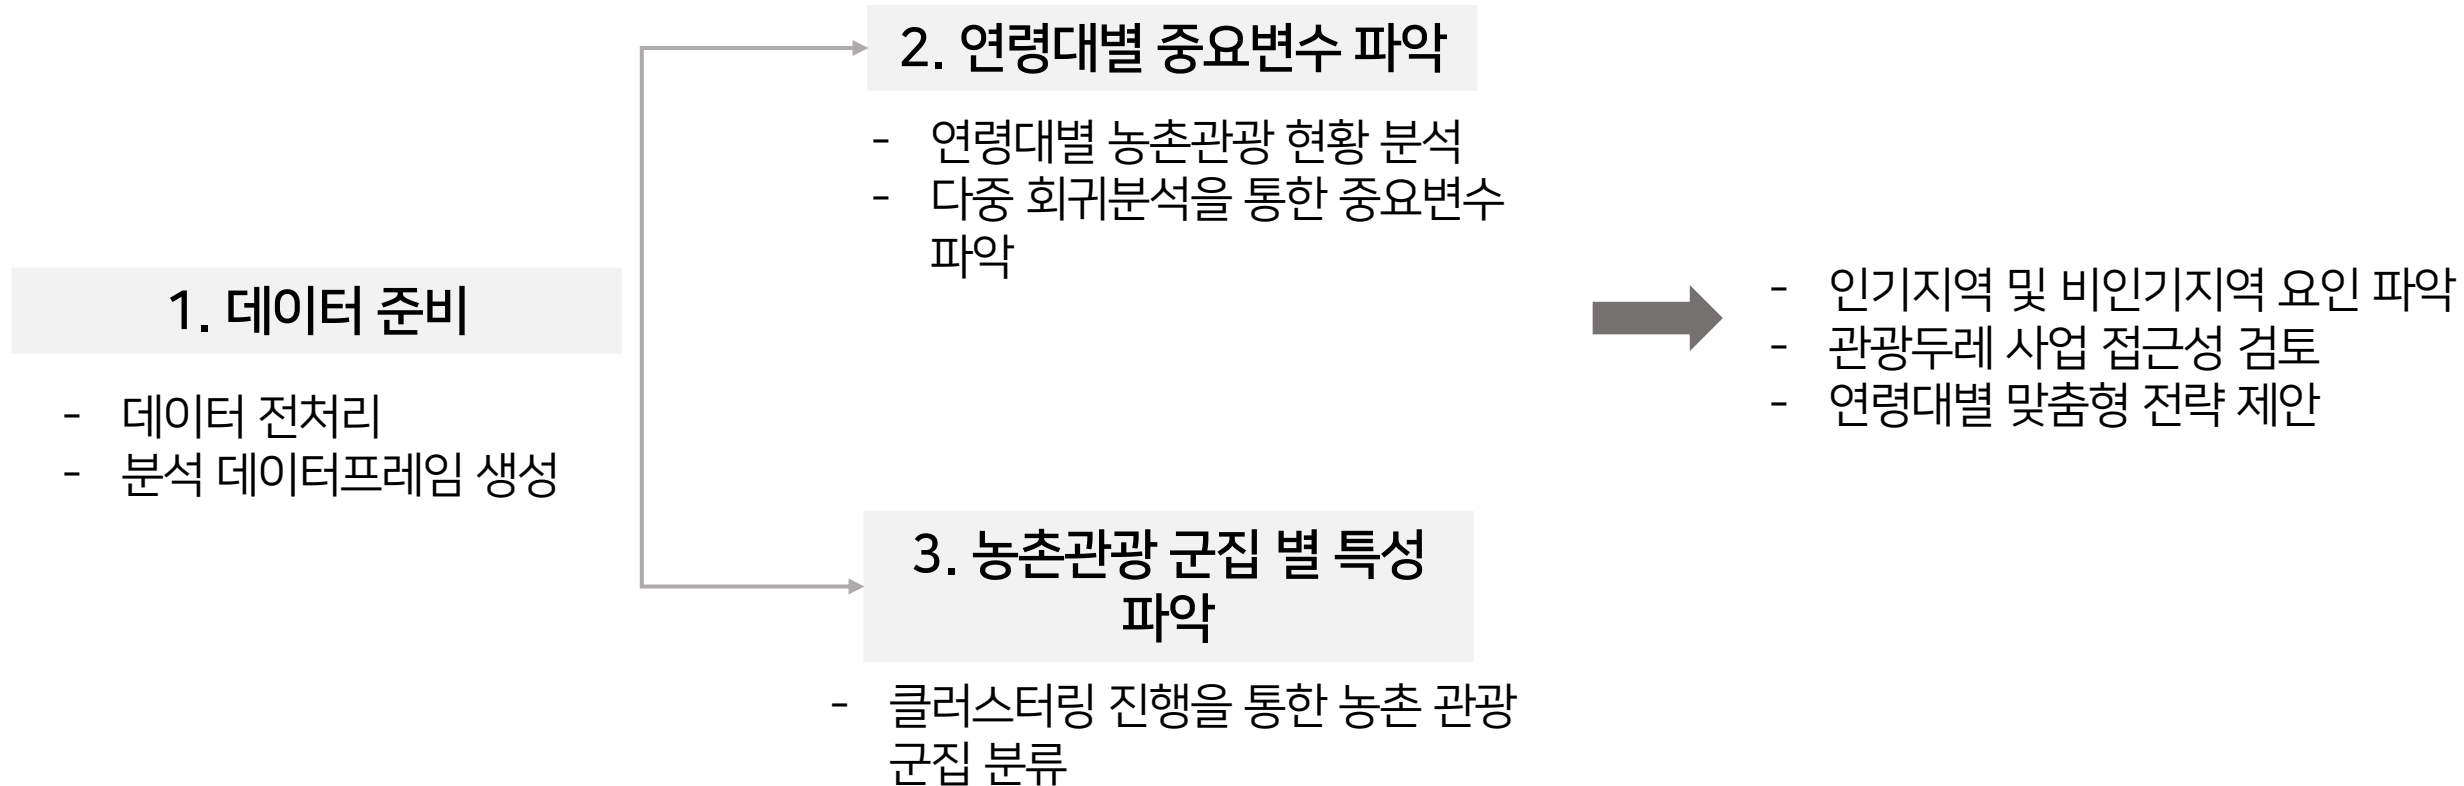 1. 데이터 준비
- 데이터 전처리
- 분석 데이터프레임 생성
2. 연령대별 중요변수 파악
- 연령대별 농촌관광 현황 분석
- 다중 회귀분석을 통한 중요변수
파악
3. 농촌관광 군집 별 특성
파악
- 클러스터링 진행을 통한 농촌 관광
군집 분류
- 인기지역 및 비인기지역 요인 파악
- 관광두레 사업 접근성 검토
- 연령대별 맞춤형 전략 제안